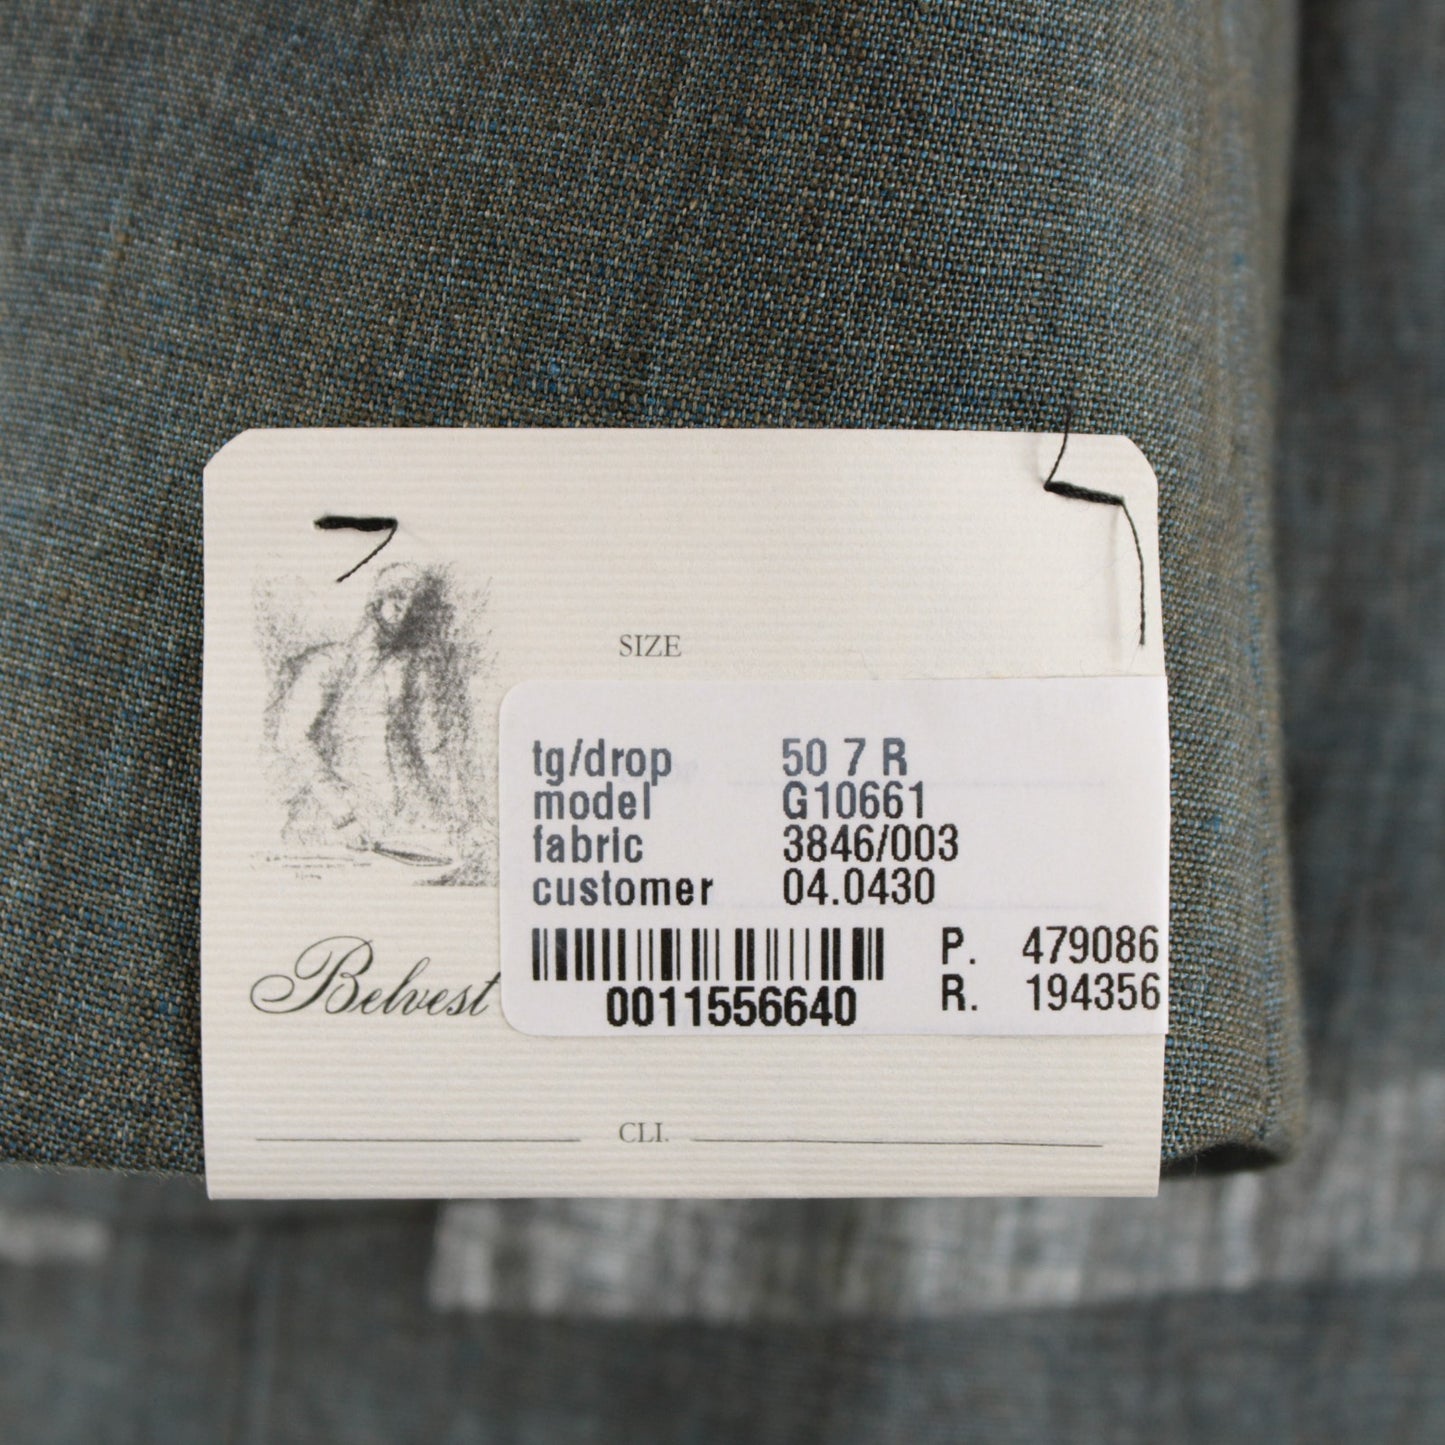 SIZE
tg/drop 50 7 R
model G10661
fabric 3846/003
customer 04.0430
P. 479086
0011556640 R. 194356
Belvest
CLI.